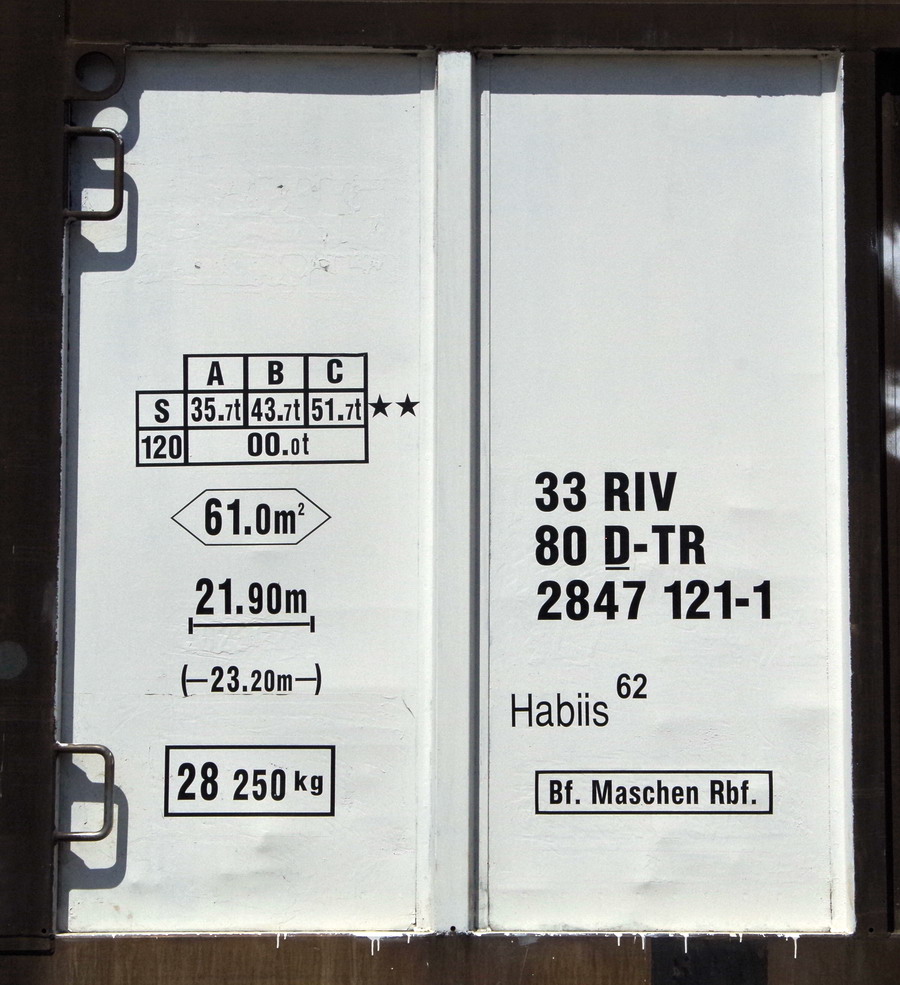 A B C
S 35.7t 43.7t 51.7t ★★
120 00.0t
61.0m²
21.90m
(–23.20m–)
28 250 kg
33 RIV
80 D-TR
2847 121-1
Habiis 62
Bf. Maschen Rbf.